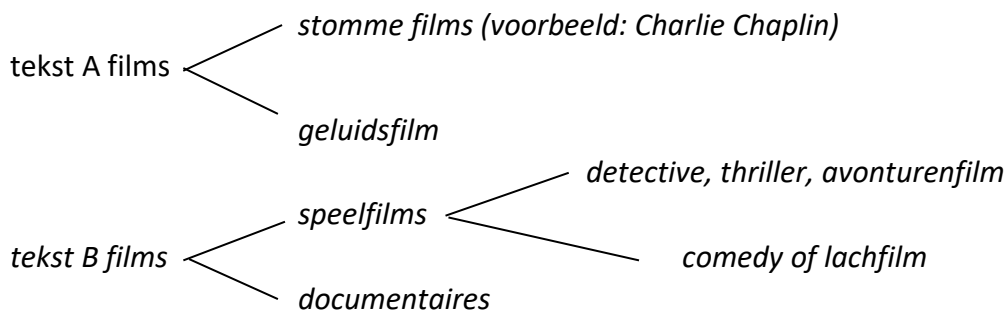 stomme films (voorbeeld: Charlie Chaplin)
tekst A films
geluidsfilm
detective, thriller, avonturenfilm
speelfilms
tekst B films
comedy of lachfilm
documentaires